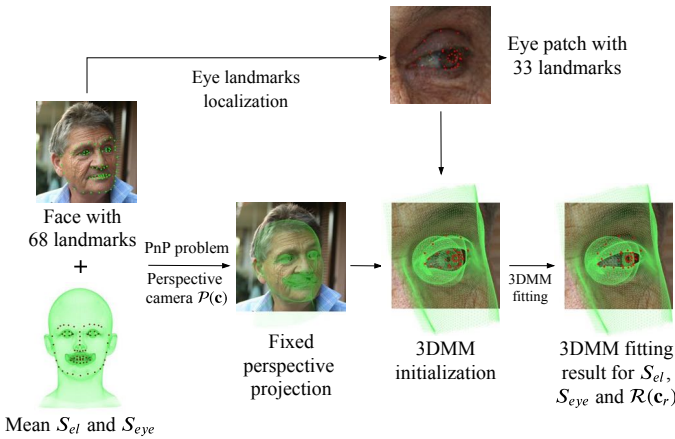 Eye landmarks
localization
Eye patch with
33 landmarks
Face with
68 landmarks
+
Mean S_el and S_eye
PnP problem
Perspective
camera 𝒫(c)
Fixed
perspective
projection
3DMM
initialization
3DMM
fitting
3DMM fitting
result for S_el,
S_eye and ℛ(c_r)